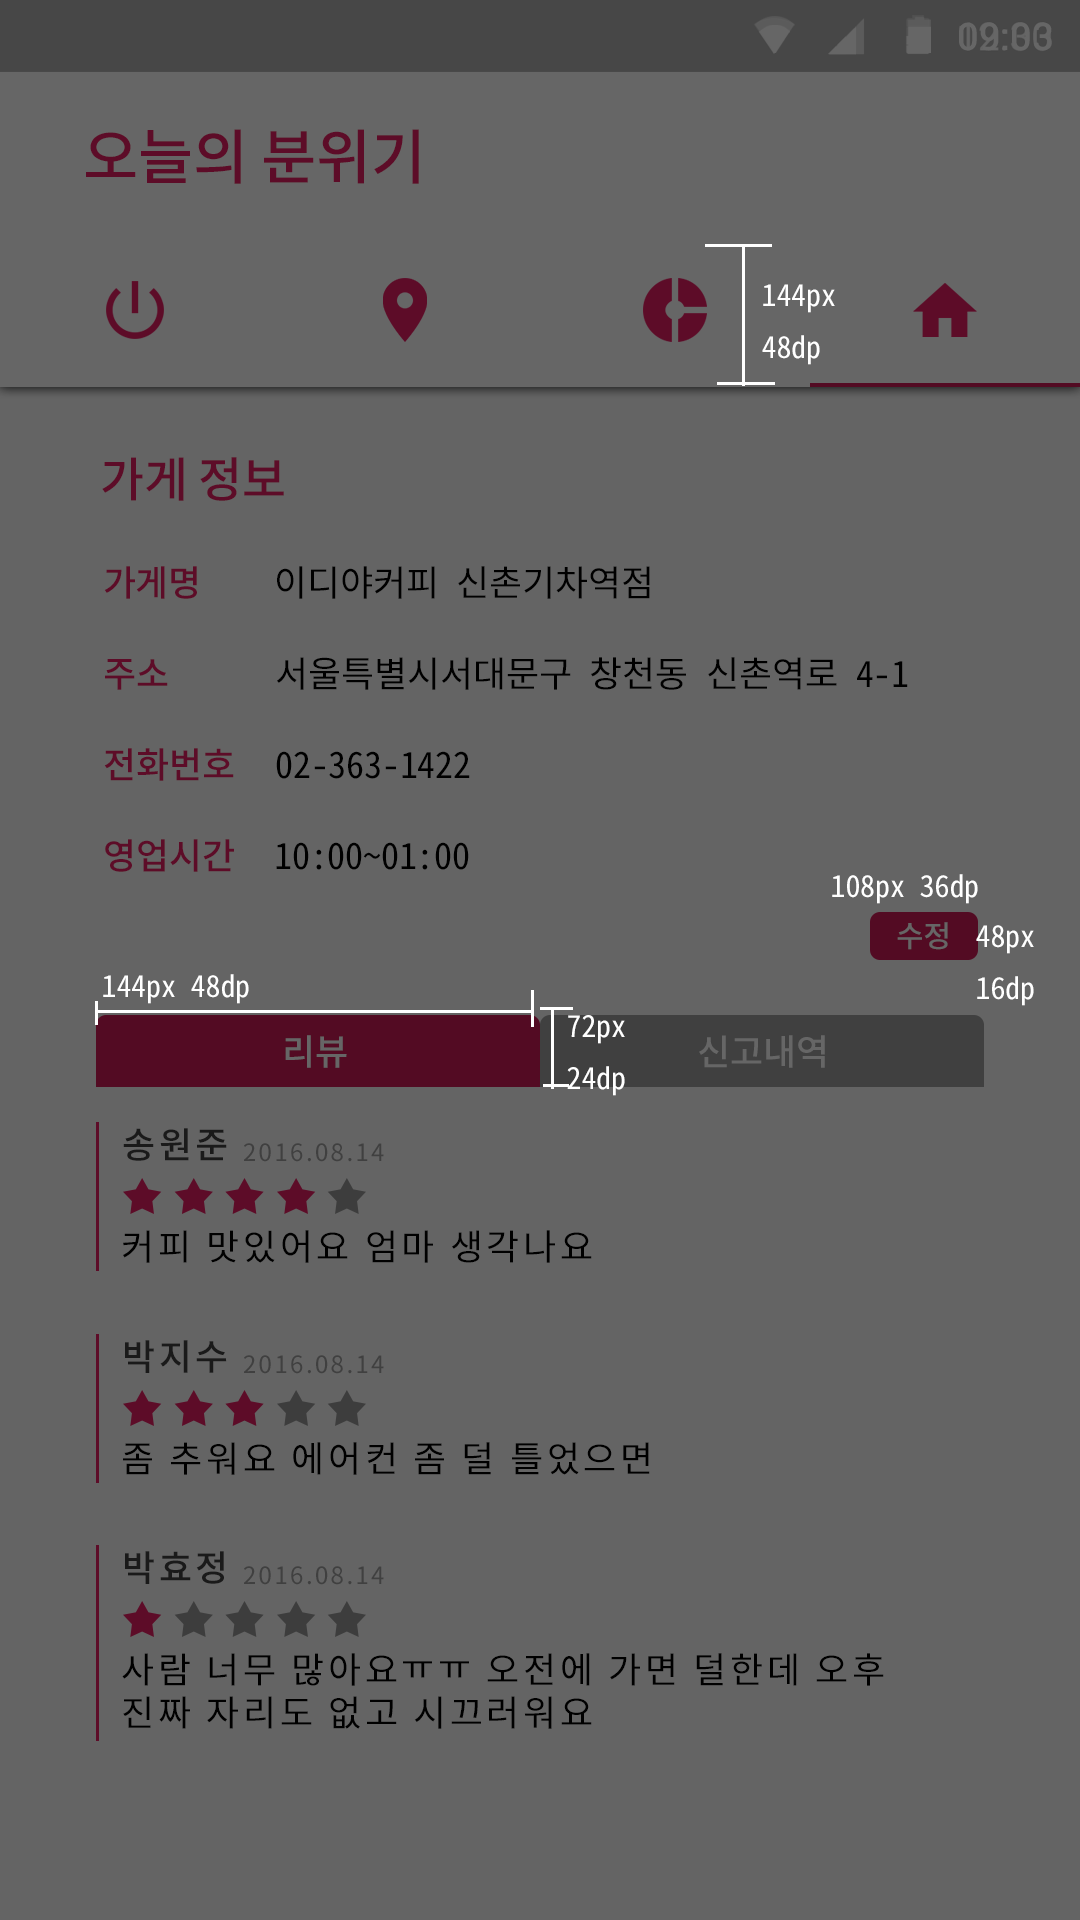 오늘의 분위기
144px
48dp
가게 정보
가게명 이디야커피 신촌기차역점
주소 서울특별시서대문구 창천동 신촌역로 4-1
전화번호 02-363-1422
영업시간 10:00~01:00
108px 36dp
수정 48px
16dp
144px 48dp
72px
24dp
리뷰 신고내역
송원준 2016.08.14
커피 맛있어요 엄마 생각나요
박지수 2016.08.14
좀 추워요 에어컨 좀 덜 틀었으면
박효정 2016.08.14
사람 너무 많아요ㅠㅠ 오전에 가면 덜한데 오후
진짜 자리도 없고 시끄러워요